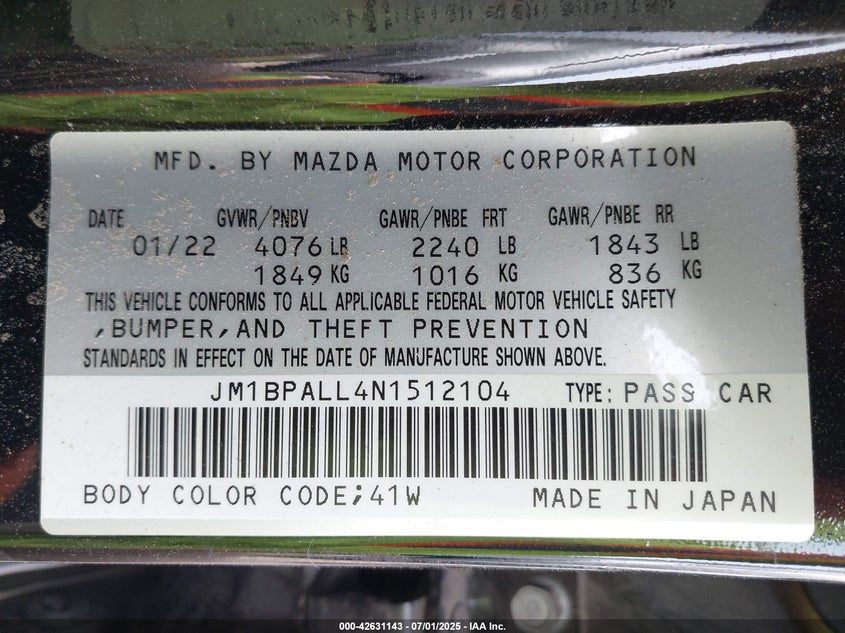 MFD. BY MAZDA MOTOR CORPORATION
DATE GVWR/PNBV GAWR/PNBE FRT GAWR/PNBE RR
01/22 4076 LB 2240 LB 1843 LB
1849 KG 1016 KG 836 KG
THIS VEHICLE CONFORMS TO ALL APPLICABLE FEDERAL MOTOR VEHICLE SAFETY
,BUMPER,AND THEFT PREVENTION
STANDARDS IN EFFECT ON THE DATE OF MANUFACTURE SHOWN ABOVE.
JM1BPALL4N1512104 TYPE: PASS CAR
BODY COLOR CODE;41W MADE IN JAPAN
000-42631143 - 07/01/2025 - IAA Inc.